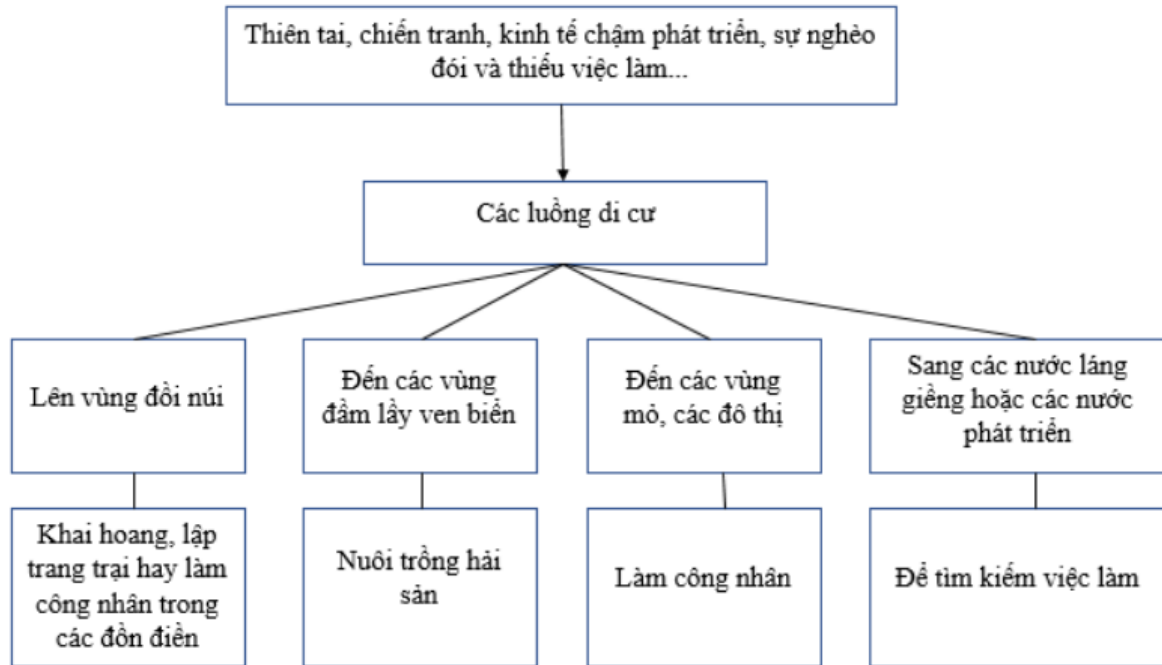 Thiên tai, chiến tranh, kinh tế chậm phát triển, sự nghèo
đói và thiếu việc làm...
Các luồng di cư
Lên vùng đồi núi
Đến các vùng
đầm lầy ven biển
Đến các vùng
mỏ, các đô thị
Sang các nước láng
giềng hoặc các nước
phát triển
Khai hoang, lập
trang trại hay làm
công nhân trong
các đồn điền
Nuôi trồng hải
sản
Làm công nhân
Để tìm kiếm việc làm